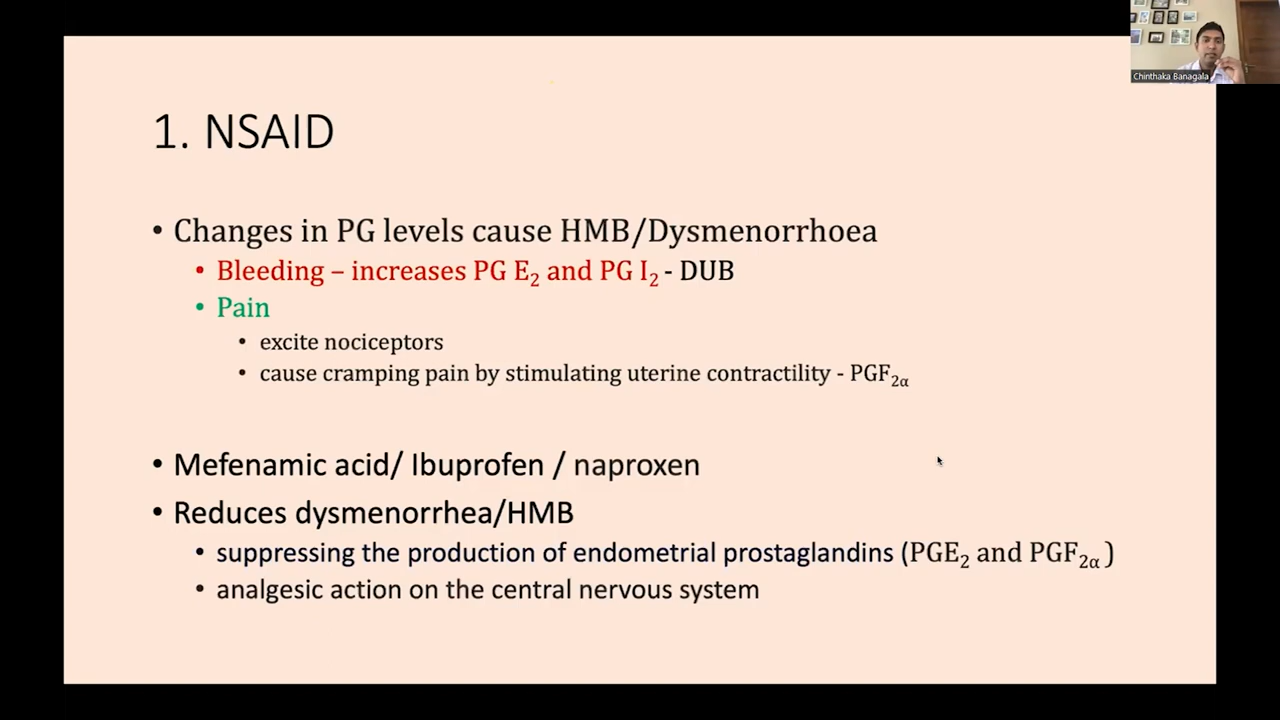 Chinthaka Banagala
1. NSAID
• Changes in PG levels cause HMB/Dysmenorrhoea
• Bleeding – increases PG E₂ and PG I₂ - DUB
• Pain
• excite nociceptors
• cause cramping pain by stimulating uterine contractility - PGF₂α
• Mefenamic acid/ Ibuprofen / naproxen
• Reduces dysmenorrhea/HMB
• suppressing the production of endometrial prostaglandins (PGE₂ and PGF₂α )
• analgesic action on the central nervous system